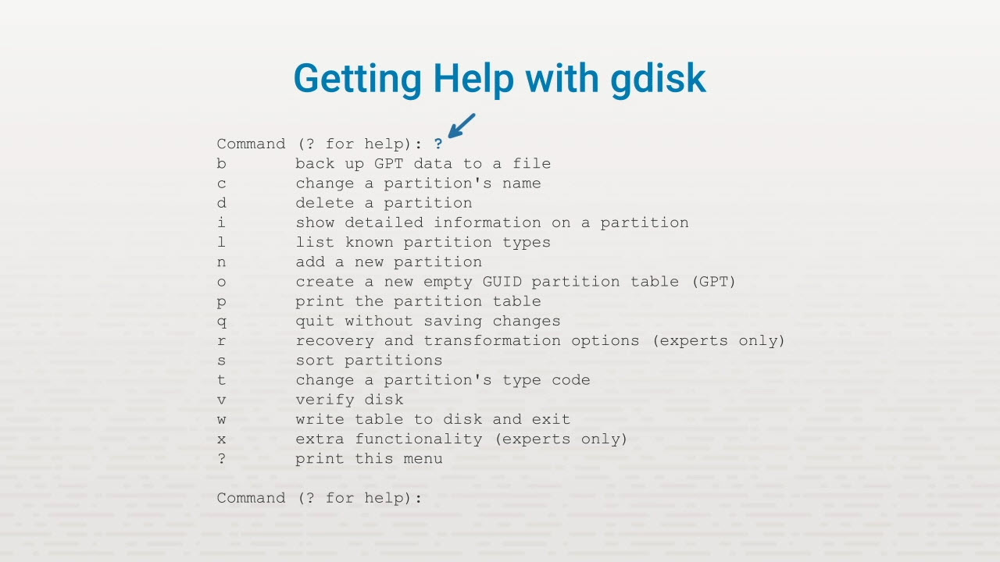 Getting Help with gdisk
Command (? for help): ?
b back up GPT data to a file
c change a partition's name
d delete a partition
i show detailed information on a partition
l list known partition types
n add a new partition
o create a new empty GUID partition table (GPT)
p print the partition table
q quit without saving changes
r recovery and transformation options (experts only)
s sort partitions
t change a partition's type code
v verify disk
w write table to disk and exit
x extra functionality (experts only)
? print this menu
Command (? for help):